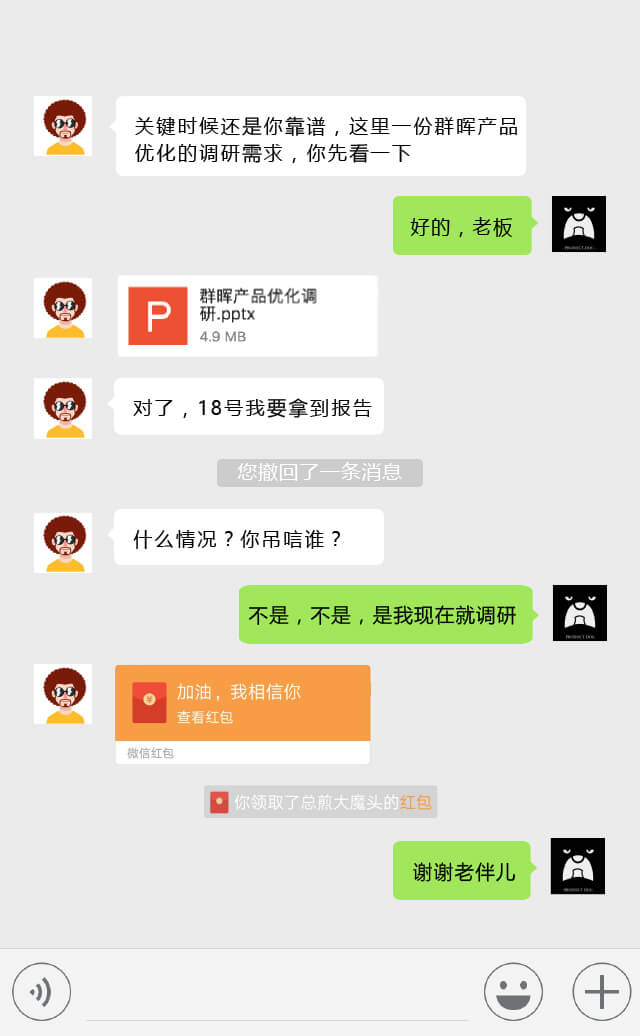 关键时候还是你靠谱，这里一份群晖产品
优化的调研需求，你先看一下
好的，老板
PROJECT DOG
P
群晖产品优化调
研.pptx
4.9 MB
对了，18号我要拿到报告
您撤回了一条消息
什么情况？你吊唁谁？
不是，不是，是我现在就调研
PROJECT DOG
加油，我相信你
查看红包
微信红包
你领取了总煎大魔头的红包
谢谢老伴儿
PROJECT DOG